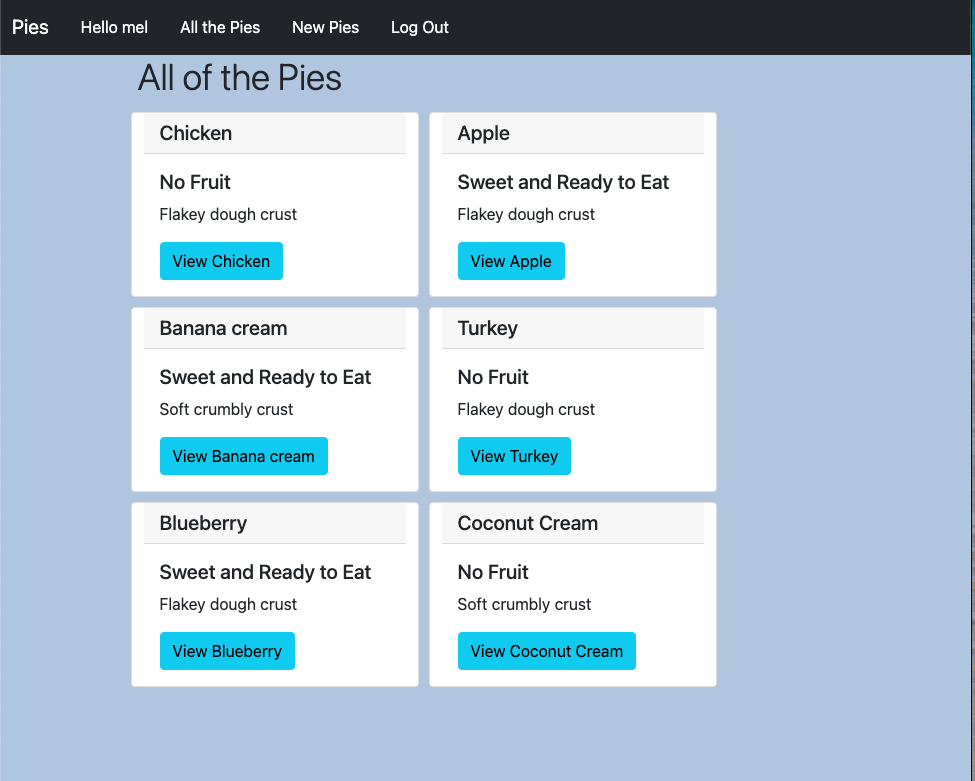 Pies Hello mel All the Pies New Pies Log Out
All of the Pies
Chicken
No Fruit
Flakey dough crust
View Chicken
Apple
Sweet and Ready to Eat
Flakey dough crust
View Apple
Banana cream
Sweet and Ready to Eat
Soft crumbly crust
View Banana cream
Turkey
No Fruit
Flakey dough crust
View Turkey
Blueberry
Sweet and Ready to Eat
Flakey dough crust
View Blueberry
Coconut Cream
No Fruit
Soft crumbly crust
View Coconut Cream